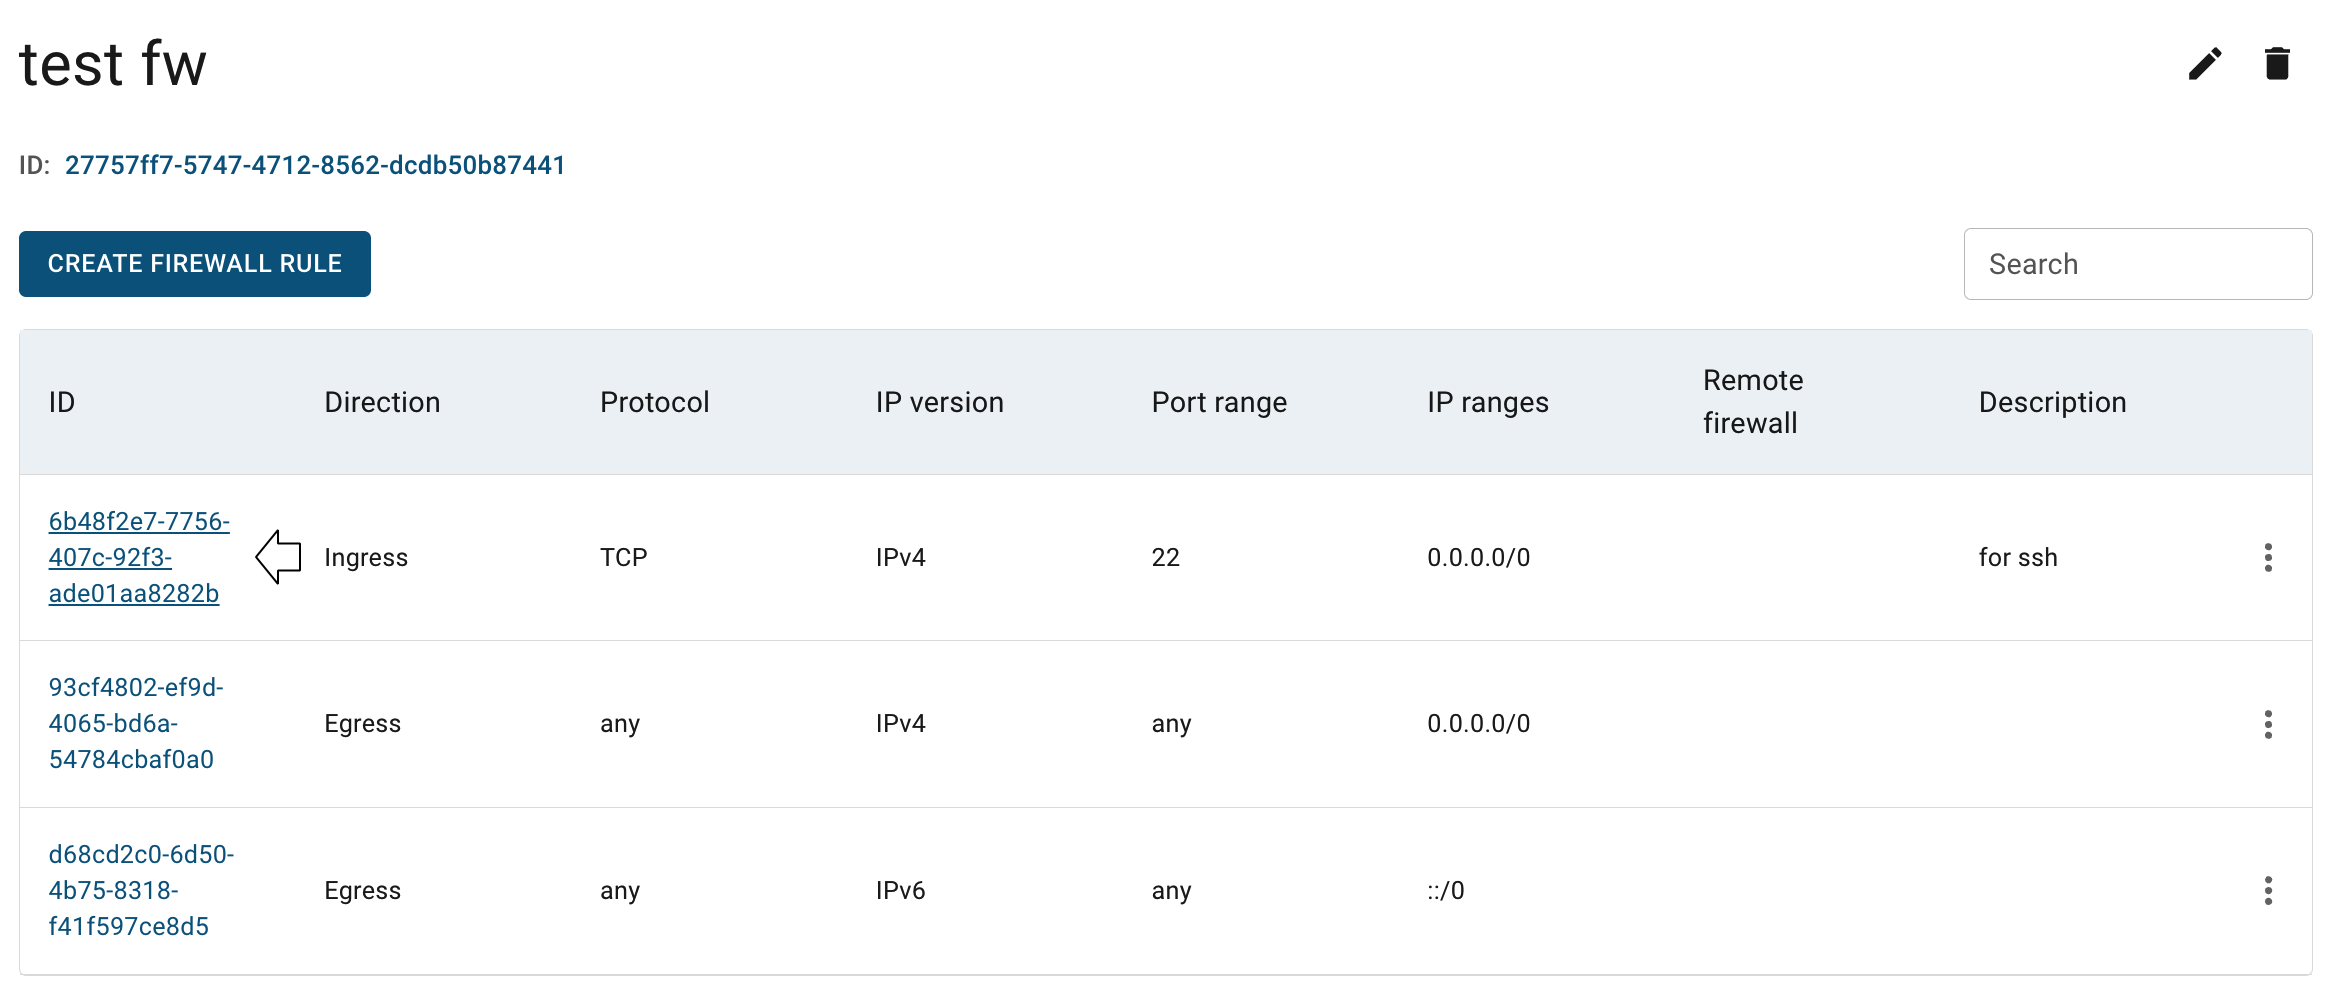 test fw
ID: 27757ff7-5747-4712-8562-dcdb50b87441
CREATE FIREWALL RULE
Search
ID Direction Protocol IP version Port range IP ranges Remote firewall Description
6b48f2e7-7756-
407c-92f3-
ade01aa8282b
Ingress TCP IPv4 22 0.0.0.0/0 for ssh
93cf4802-ef9d-
4065-bd6a-
54784cbaf0a0
Egress any IPv4 any 0.0.0.0/0
d68cd2c0-6d50-
4b75-8318-
f41f597ce8d5
Egress any IPv6 any ::/0